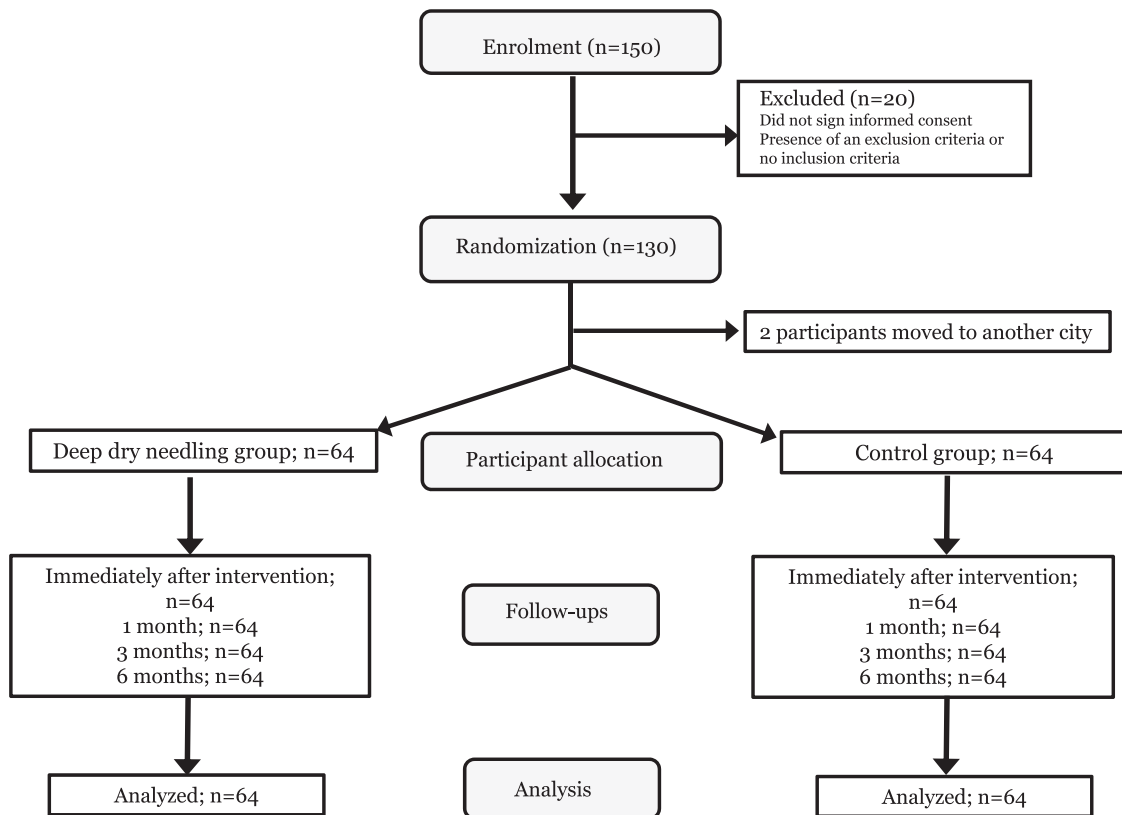 Enrolment (n=150)
Excluded (n=20)
Did not sign informed consent
Presence of an exclusion criteria or
no inclusion criteria
Randomization (n=130)
2 participants moved to another city
Deep dry needling group; n=64
Participant allocation
Control group; n=64
Immediately after intervention;
n=64
1 month; n=64
3 months; n=64
6 months; n=64
Follow-ups
Immediately after intervention;
n=64
1 month; n=64
3 months; n=64
6 months; n=64
Analyzed; n=64
Analysis
Analyzed; n=64